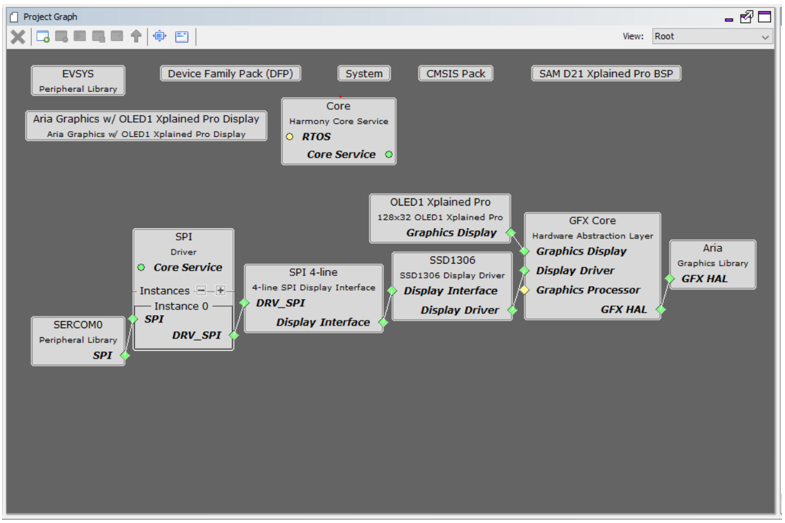 Project Graph
View:
Root
EVSYS
Peripheral Library
Device Family Pack (DFP)
System
CMSIS Pack
SAM D21 Xplained Pro BSP
Aria Graphics w/ OLED1 Xplained Pro Display
Aria Graphics w/ OLED1 Xplained Pro Display
Core
Harmony Core Service
RTOS
Core Service
OLED1 Xplained Pro
128x32 OLED1 Xplained Pro
Graphics Display
GFX Core
Hardware Abstraction Layer
Graphics Display
Display Driver
Graphics Processor
GFX HAL
Aria
Graphics Library
GFX HAL
SPI
Driver
Core Service
Instances
Instance 0
SPI
DRV_SPI
SPI 4-line
4-line SPI Display Interface
DRV_SPI
Display Interface
SSD1306
SSD1306 Display Driver
Display Interface
Display Driver
SERCOM0
Peripheral Library
SPI